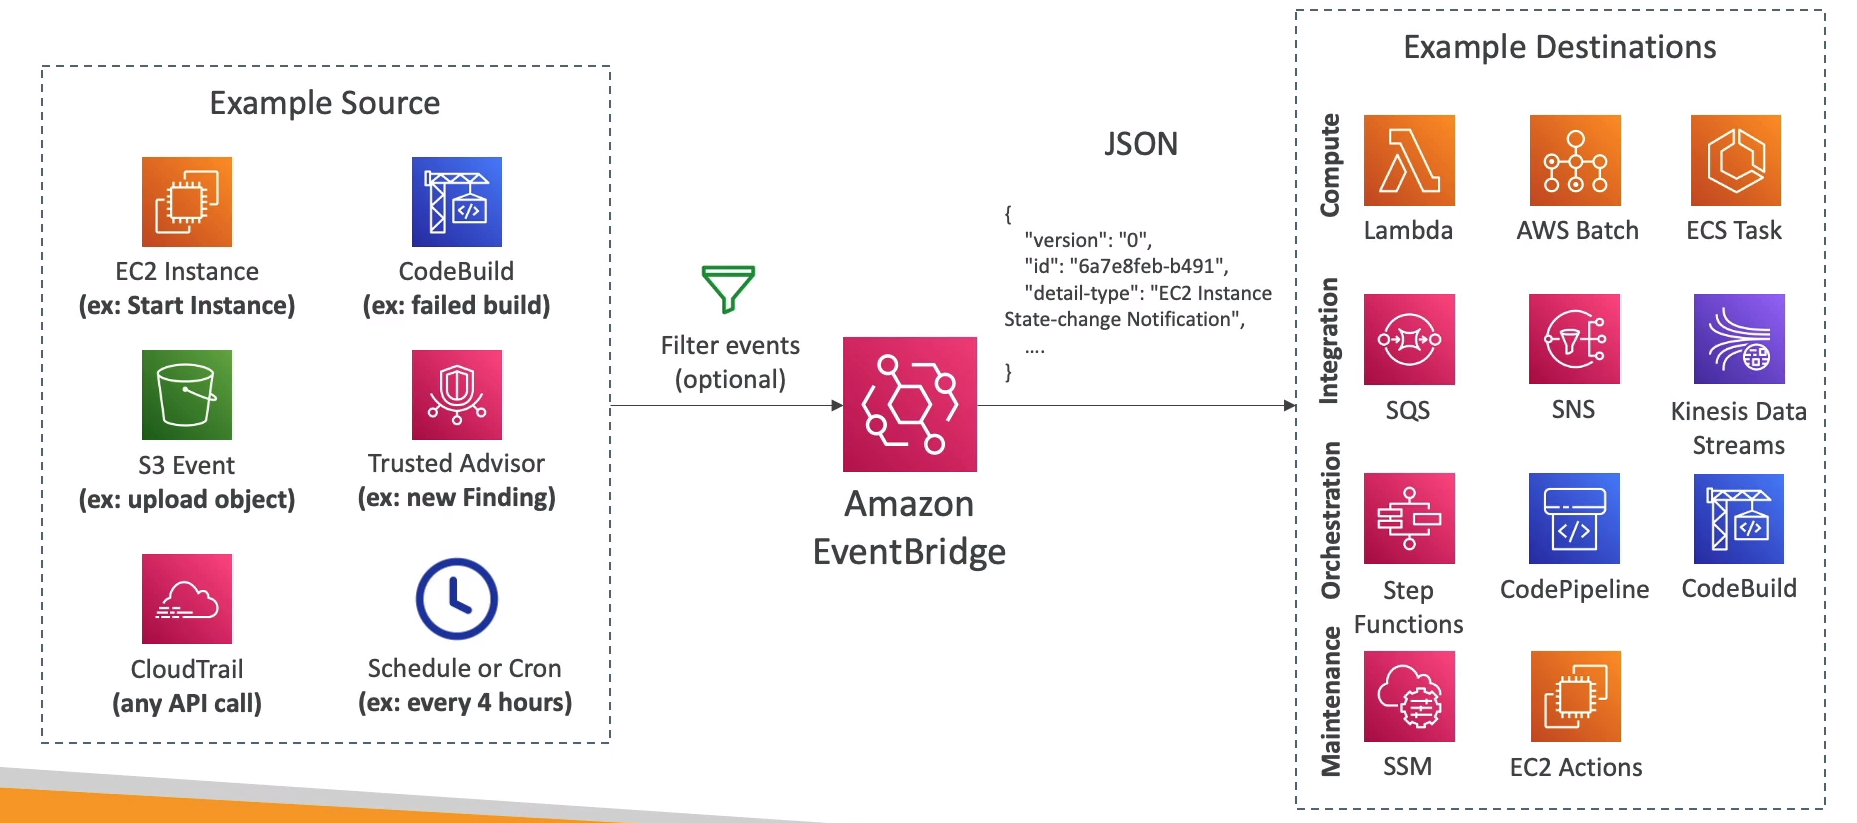 Example Source
EC2 Instance
(ex: Start Instance)
CodeBuild
(ex: failed build)
S3 Event
(ex: upload object)
Trusted Advisor
(ex: new Finding)
CloudTrail
(any API call)
Schedule or Cron
(ex: every 4 hours)
Filter events
(optional)
Amazon
EventBridge
JSON
{
"version": "0",
"id": "6a7e8feb-b491",
"detail-type": "EC2 Instance
State-change Notification",
....
}
Example Destinations
Compute
Lambda
AWS Batch
ECS Task
Integration
SQS
SNS
Kinesis Data
Streams
Orchestration
Step
Functions
CodePipeline
CodeBuild
Maintenance
SSM
EC2 Actions